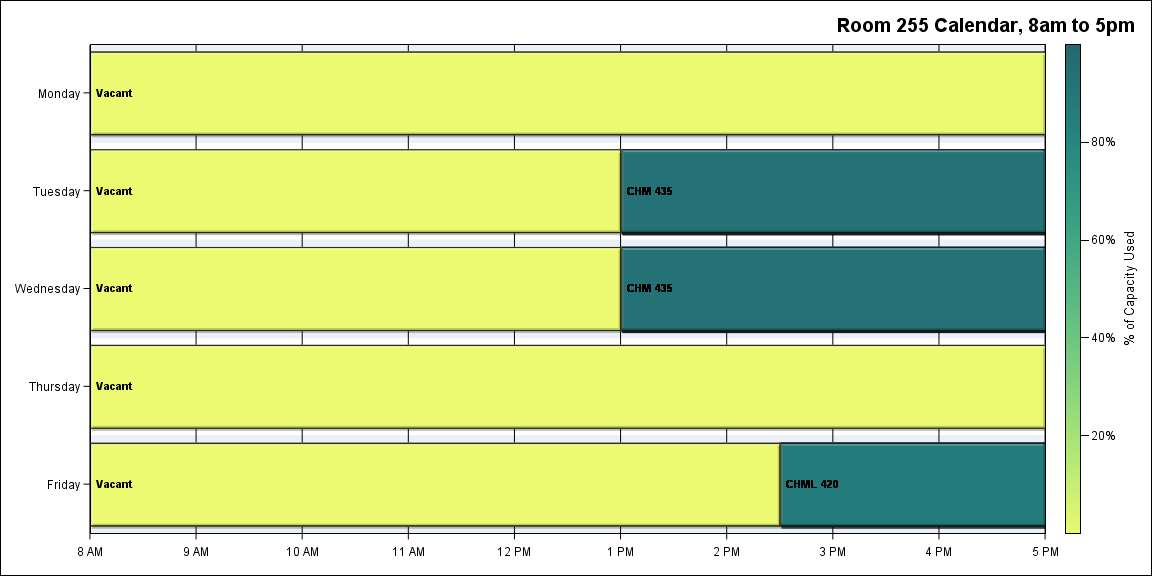 Room 255 Calendar, 8am to 5pm
Monday
Vacant
Tuesday
Vacant
CHM 435
Wednesday
Vacant
CHM 435
Thursday
Vacant
Friday
Vacant
CHML 420
8 AM
9 AM
10 AM
11 AM
12 PM
1 PM
2 PM
3 PM
4 PM
5 PM
80%
60%
40%
20%
% of Capacity Used